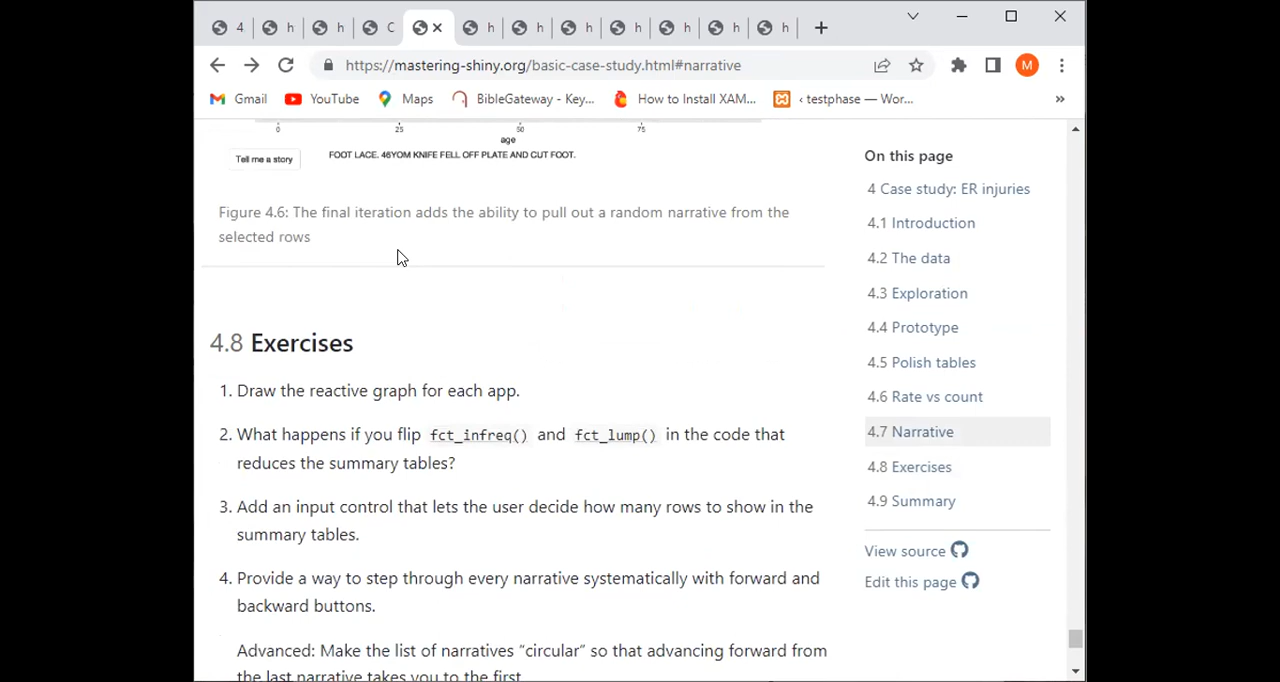 4 h h C h h h h h h h
https://mastering-shiny.org/basic-case-study.html#narrative M
Gmail YouTube Maps BibleGateway - Key... How to Install XAM... ‹ testphase — Wor... »
0 25 50 75
age
Tell me a story FOOT LACE. 46YOM KNIFE FELL OFF PLATE AND CUT FOOT.
Figure 4.6: The final iteration adds the ability to pull out a random narrative from the
selected rows
4.8 Exercises
1. Draw the reactive graph for each app.
2. What happens if you flip fct_infreq() and fct_lump() in the code that
reduces the summary tables?
3. Add an input control that lets the user decide how many rows to show in the
summary tables.
4. Provide a way to step through every narrative systematically with forward and
backward buttons.
Advanced: Make the list of narratives “circular” so that advancing forward from
the last narrative takes you to the first
On this page
4 Case study: ER injuries
4.1 Introduction
4.2 The data
4.3 Exploration
4.4 Prototype
4.5 Polish tables
4.6 Rate vs count
4.7 Narrative
4.8 Exercises
4.9 Summary
View source
Edit this page